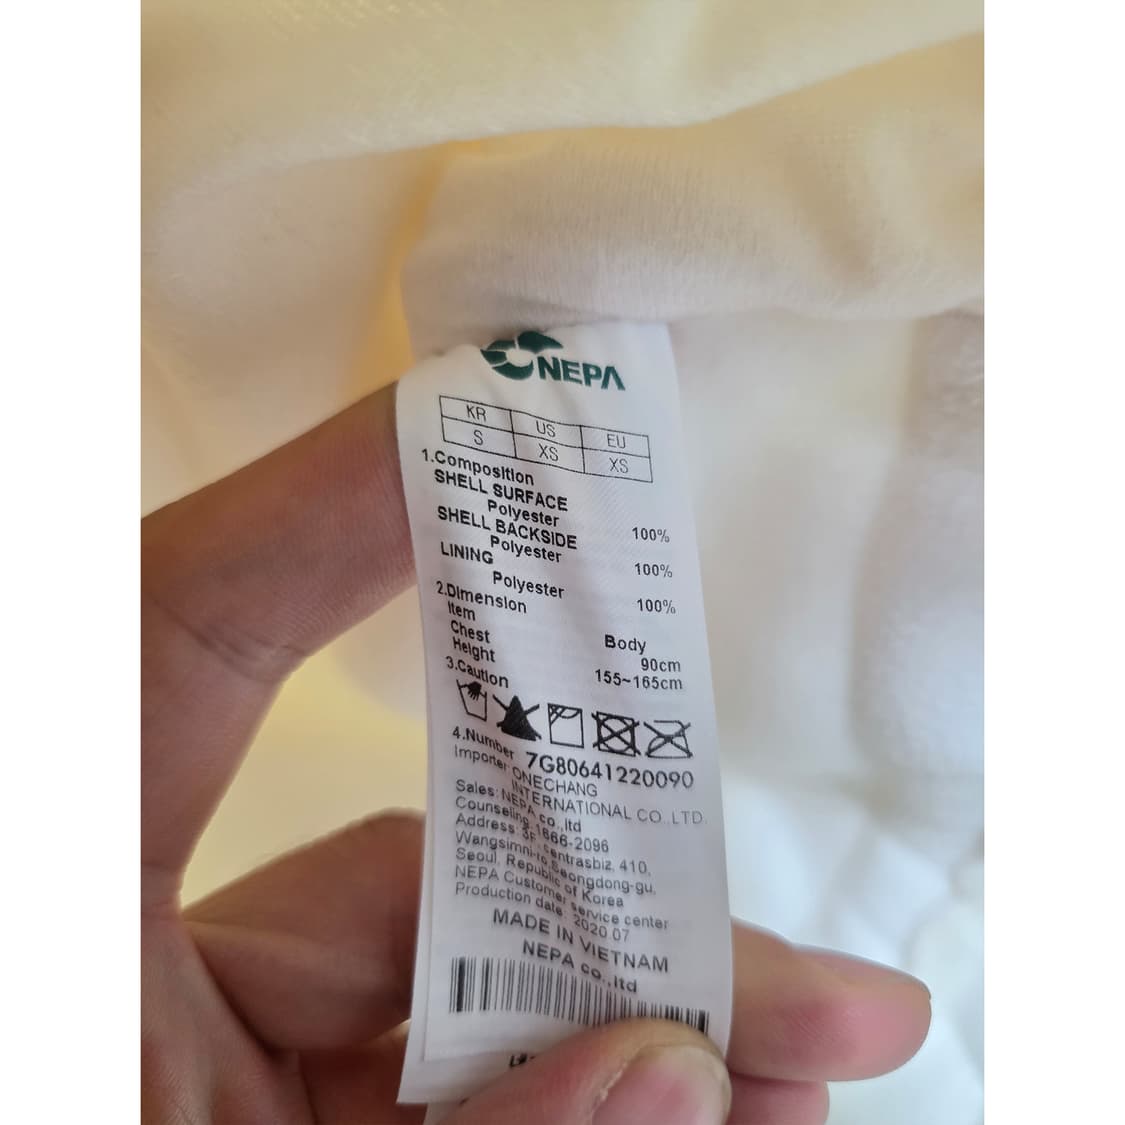 NEPA
KR US EU
S XS XS
1.Composition
SHELL SURFACE
Polyester 100%
SHELL BACKSIDE
Polyester 100%
LINING
Polyester 100%
2.Dimension
Item Body
Chest 90cm
Height 155~165cm
3.Caution
4.Number 7G80641220090
Importer: ONECHANG
INTERNATIONAL CO.,LTD.
Sales: NEPA co.,ltd
Counseling: 1666-2096
Address: 3F, Sentrasbiz, 410,
Wangsimni-ro, Seongdong-gu,
Seoul, Republic of Korea
NEPA Customer service center
Production date: 2020.07
MADE IN VIETNAM
NEPA co.,ltd